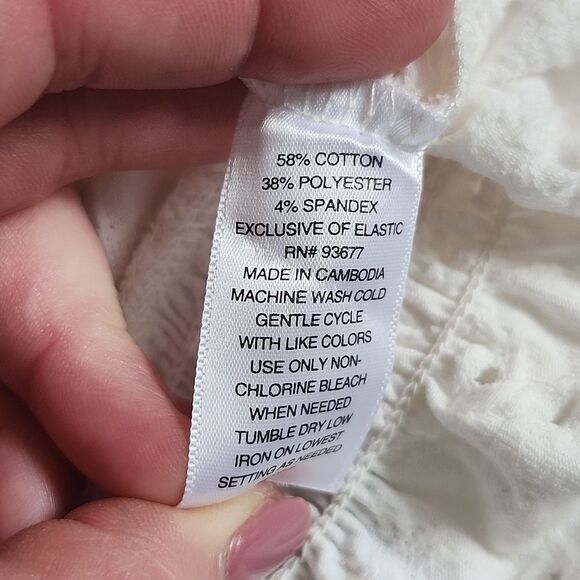 58% COTTON
38% POLYESTER
4% SPANDEX
EXCLUSIVE OF ELASTIC
RN# 93677
MADE IN CAMBODIA
MACHINE WASH COLD
GENTLE CYCLE
WITH LIKE COLORS
USE ONLY NON-
CHLORINE BLEACH
WHEN NEEDED
TUMBLE DRY LOW
IRON ON LOWEST
SETTING AS NEEDED